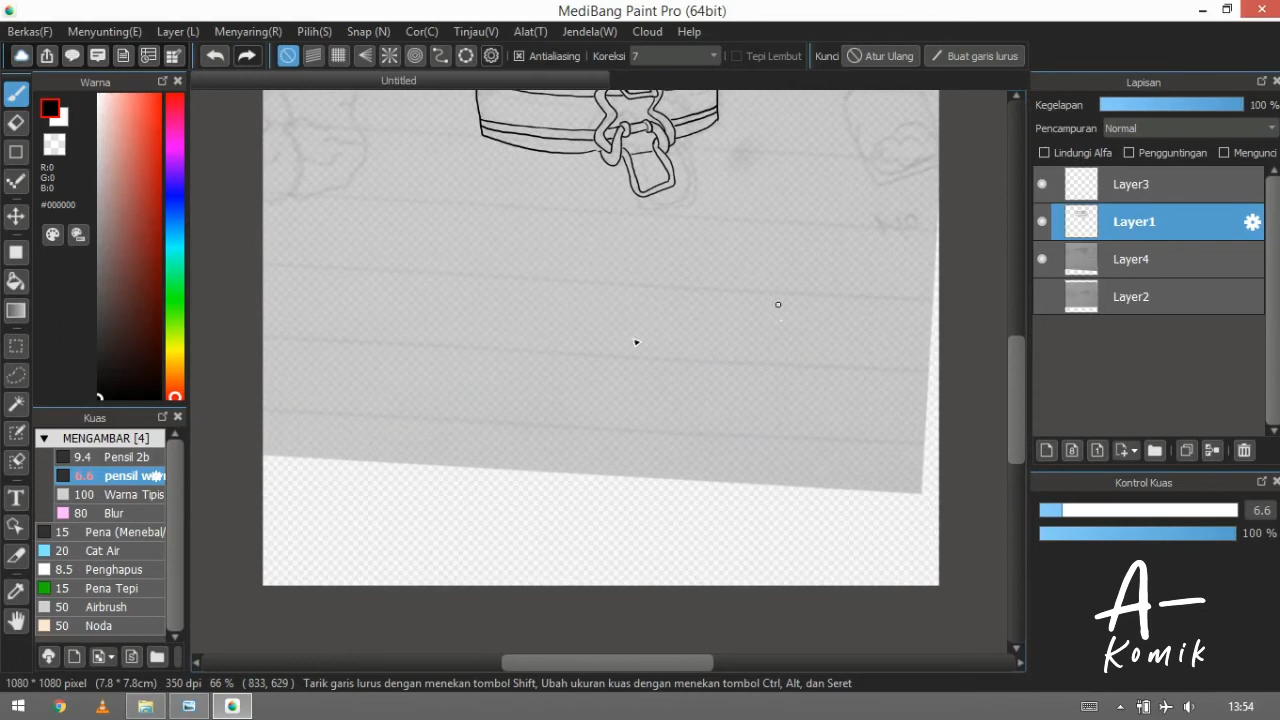 MediBang Paint Pro (64bit)
Berkas(F) Menyunting(E) Layer (L) Menyaring(R) Pilih(S) Snap (N) Cor(C) Tinjau(V) Alat(T) Jendela(W) Cloud Help
Antialiasing Koreksi 7 Tepi Lembut Kunci Atur Ulang Buat garis lurus
Untitled
Warna
R:0
G:0
B:0
#000000
Kuas
MENGAMBAR [4]
9.4 Pensil 2b
6.6 pensil
100 Warna Tipis
80 Blur
15 Pena (Menebal/
20 Cat Air
8.5 Penghapus
15 Pena Tepi
50 Airbrush
50 Noda
Lapisan
Kegelapan 100 %
Pencampuran Normal
Lindungi Alfa Pengguntingan Mengunci
Layer3
Layer1
Layer4
Layer2
Kontrol Kuas
6.6
100 %
A-
Komik
1080 * 1080 pixel (7.8 * 7.8cm) 350 dpi 66 % ( 833, 629 ) Tarik garis lurus dengan menekan tombol Shift, Ubah ukuran kuas dengan menekan tombol Ctrl, Alt, dan Seret
13:54